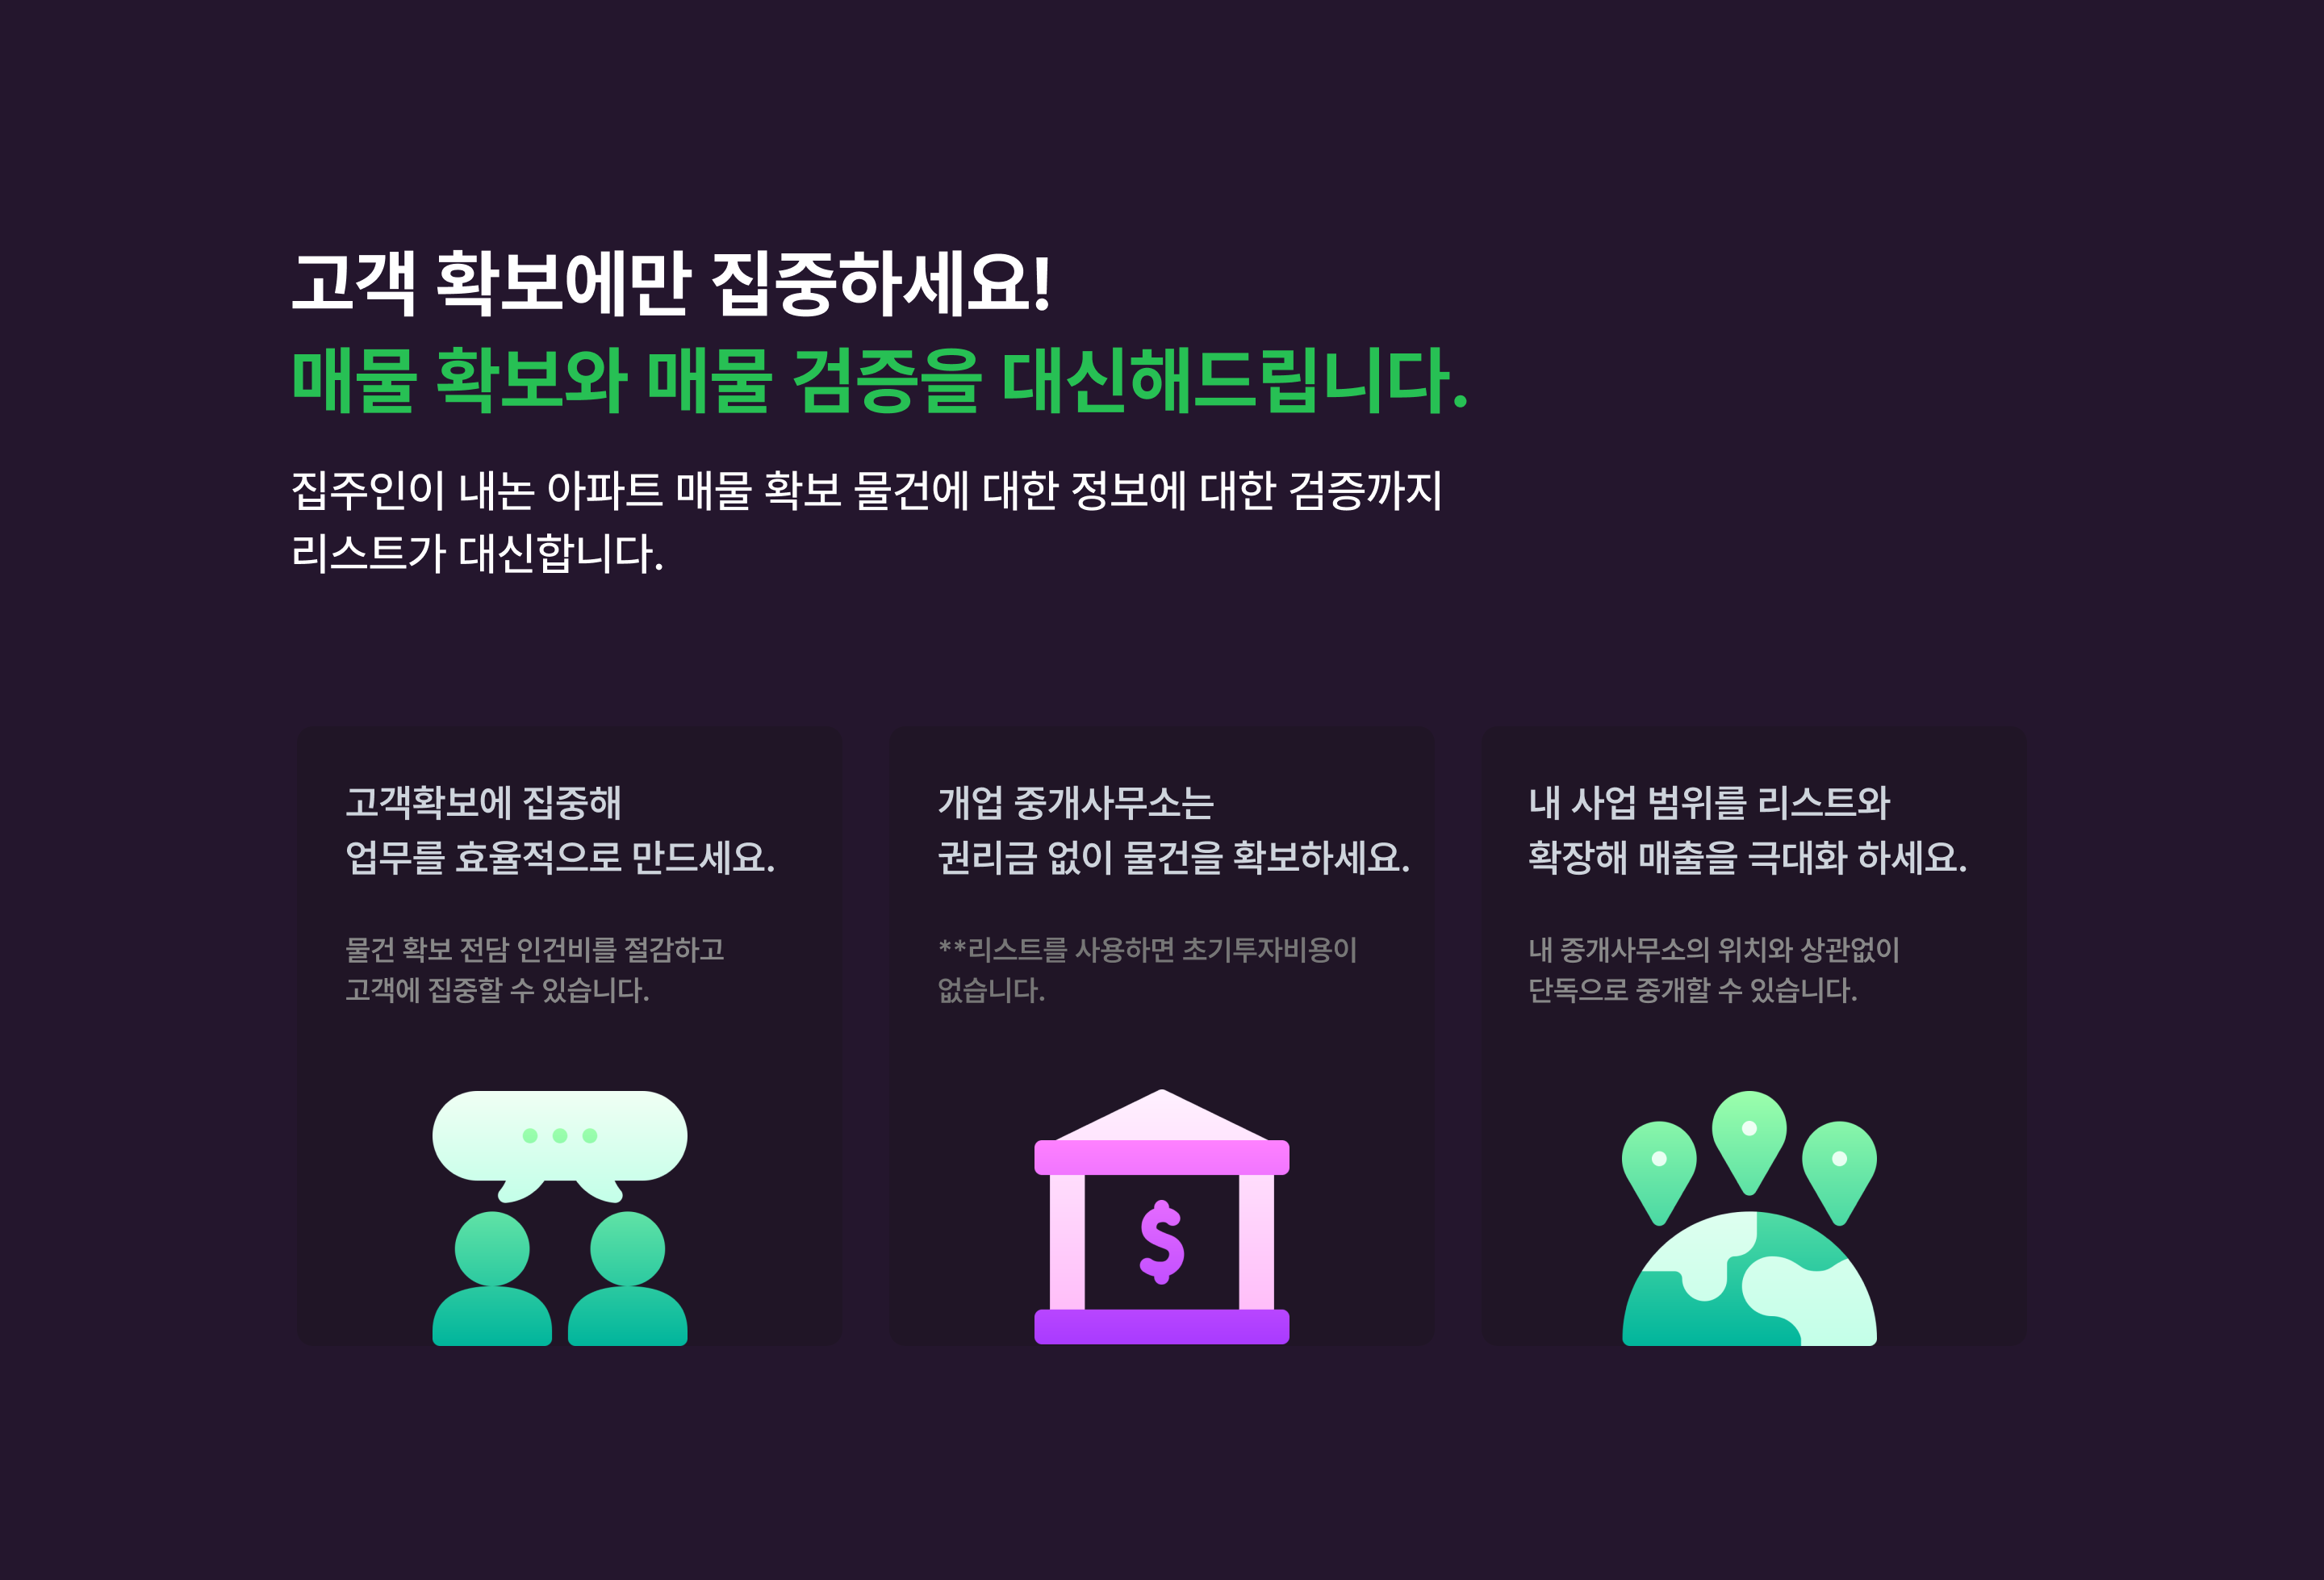 고객 확보에만 집중하세요!
매물 확보와 매물 검증을 대신해드립니다.
집주인이 내논 아파트 매물 확보 물건에 대한 정보에 대한 검증까지
리스트가 대신합니다.
고객확보에 집중해
업무를 효율적으로 만드세요.
물건 확보 전담 인건비를 절감하고
고객에 집중할 수 있습니다.
개업 중개사무소는
권리금 없이 물건을 확보하세요.
**리스트를 사용하면 초기투자비용이
없습니다.
내 사업 범위를 리스트와
확장해 매출을 극대화 하세요.
내 중개사무소의 위치와 상관없이
단독으로 중개할 수 있습니다.
$